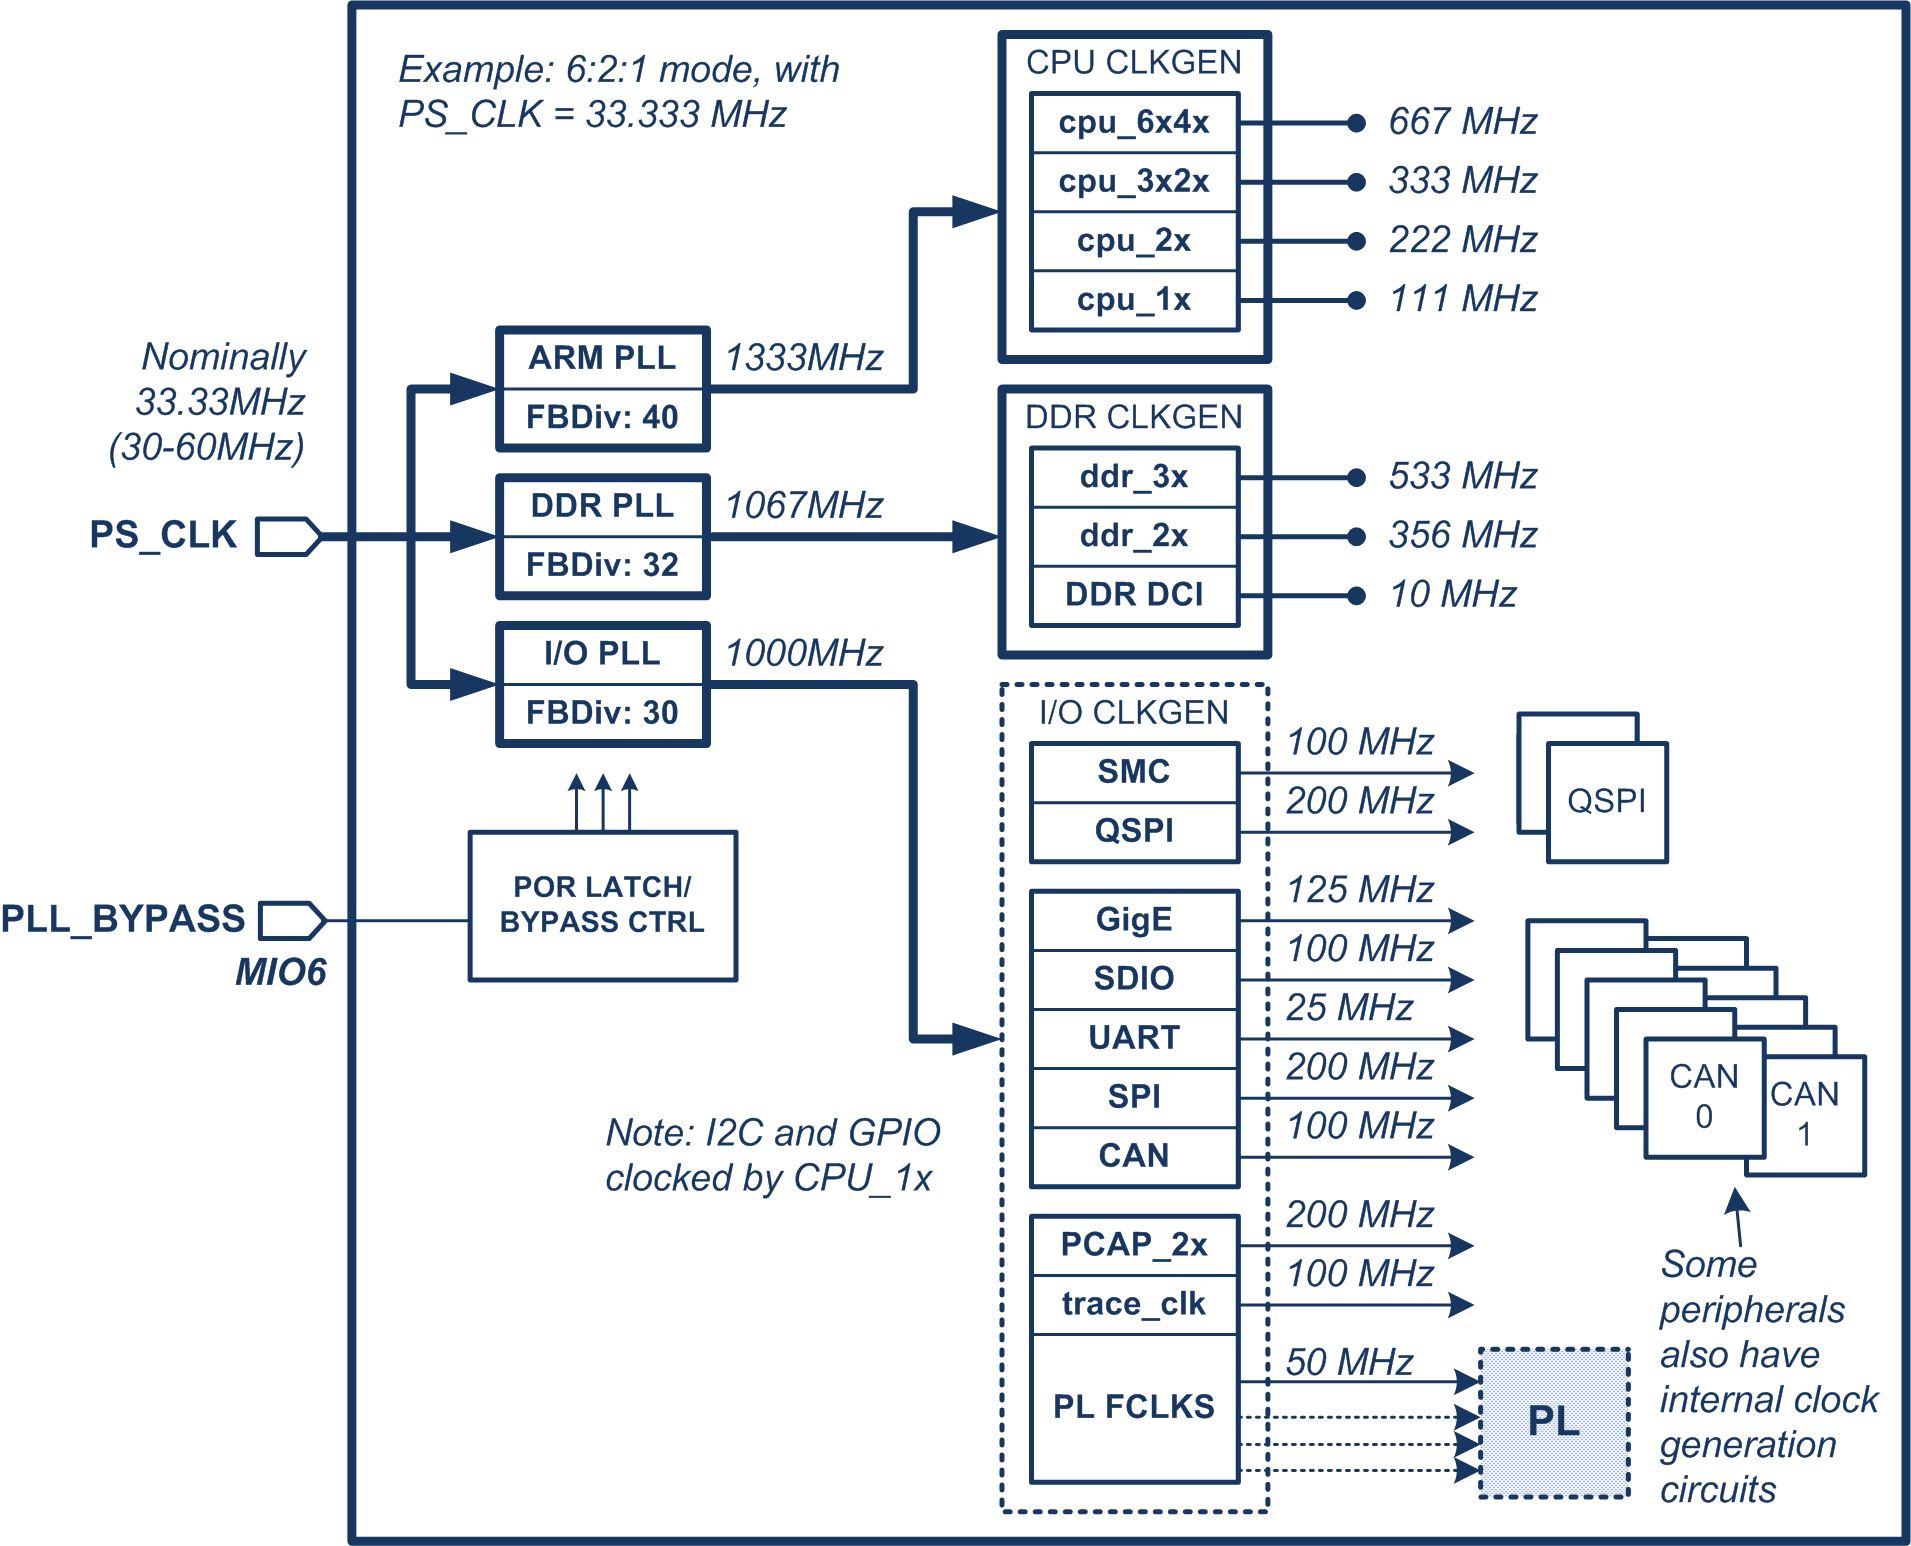 Example: 6:2:1 mode, with
PS_CLK = 33.333 MHz
CPU CLKGEN
cpu_6x4x
667 MHz
cpu_3x2x
333 MHz
cpu_2x
222 MHz
cpu_1x
111 MHz
Nominally
33.33MHz
(30-60MHz)
PS_CLK
ARM PLL
FBDiv: 40
1333MHz
DDR PLL
FBDiv: 32
1067MHz
I/O PLL
FBDiv: 30
1000MHz
DDR CLKGEN
ddr_3x
533 MHz
ddr_2x
356 MHz
DDR DCI
10 MHz
PLL_BYPASS
MIO6
POR LATCH/
BYPASS CTRL
I/O CLKGEN
SMC
100 MHz
QSPI
200 MHz
QSPI
GigE
125 MHz
SDIO
100 MHz
UART
25 MHz
SPI
200 MHz
CAN
100 MHz
CAN
0
CAN
1
Note: I2C and GPIO
clocked by CPU_1x
PCAP_2x
200 MHz
trace_clk
100 MHz
PL FCLKS
50 MHz
PL
Some
peripherals
also have
internal clock
generation
circuits